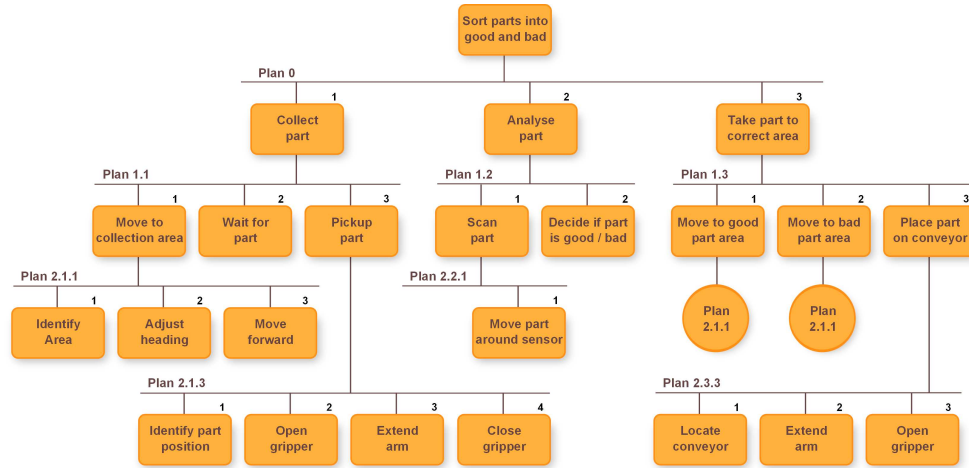 Sort parts into
good and bad
Plan 0
1
2
3
Collect
part
Analyse
part
Take part to
correct area
Plan 1.1
Plan 1.2
Plan 1.3
1
2
3
1
2
1
2
3
Move to
collection area
Wait for
part
Pickup
part
Scan
part
Decide if part
is good / bad
Move to good
part area
Move to bad
part area
Place part
on conveyor
Plan 2.1.1
Plan 2.2.1
1
2
3
1
Identify
Area
Adjust
heading
Move
forward
Move part
around sensor
Plan
2.1.1
Plan
2.1.1
Plan 2.1.3
Plan 2.3.3
1
2
3
4
1
2
3
Identify part
position
Open
gripper
Extend
arm
Close
gripper
Locate
conveyor
Extend
arm
Open
gripper